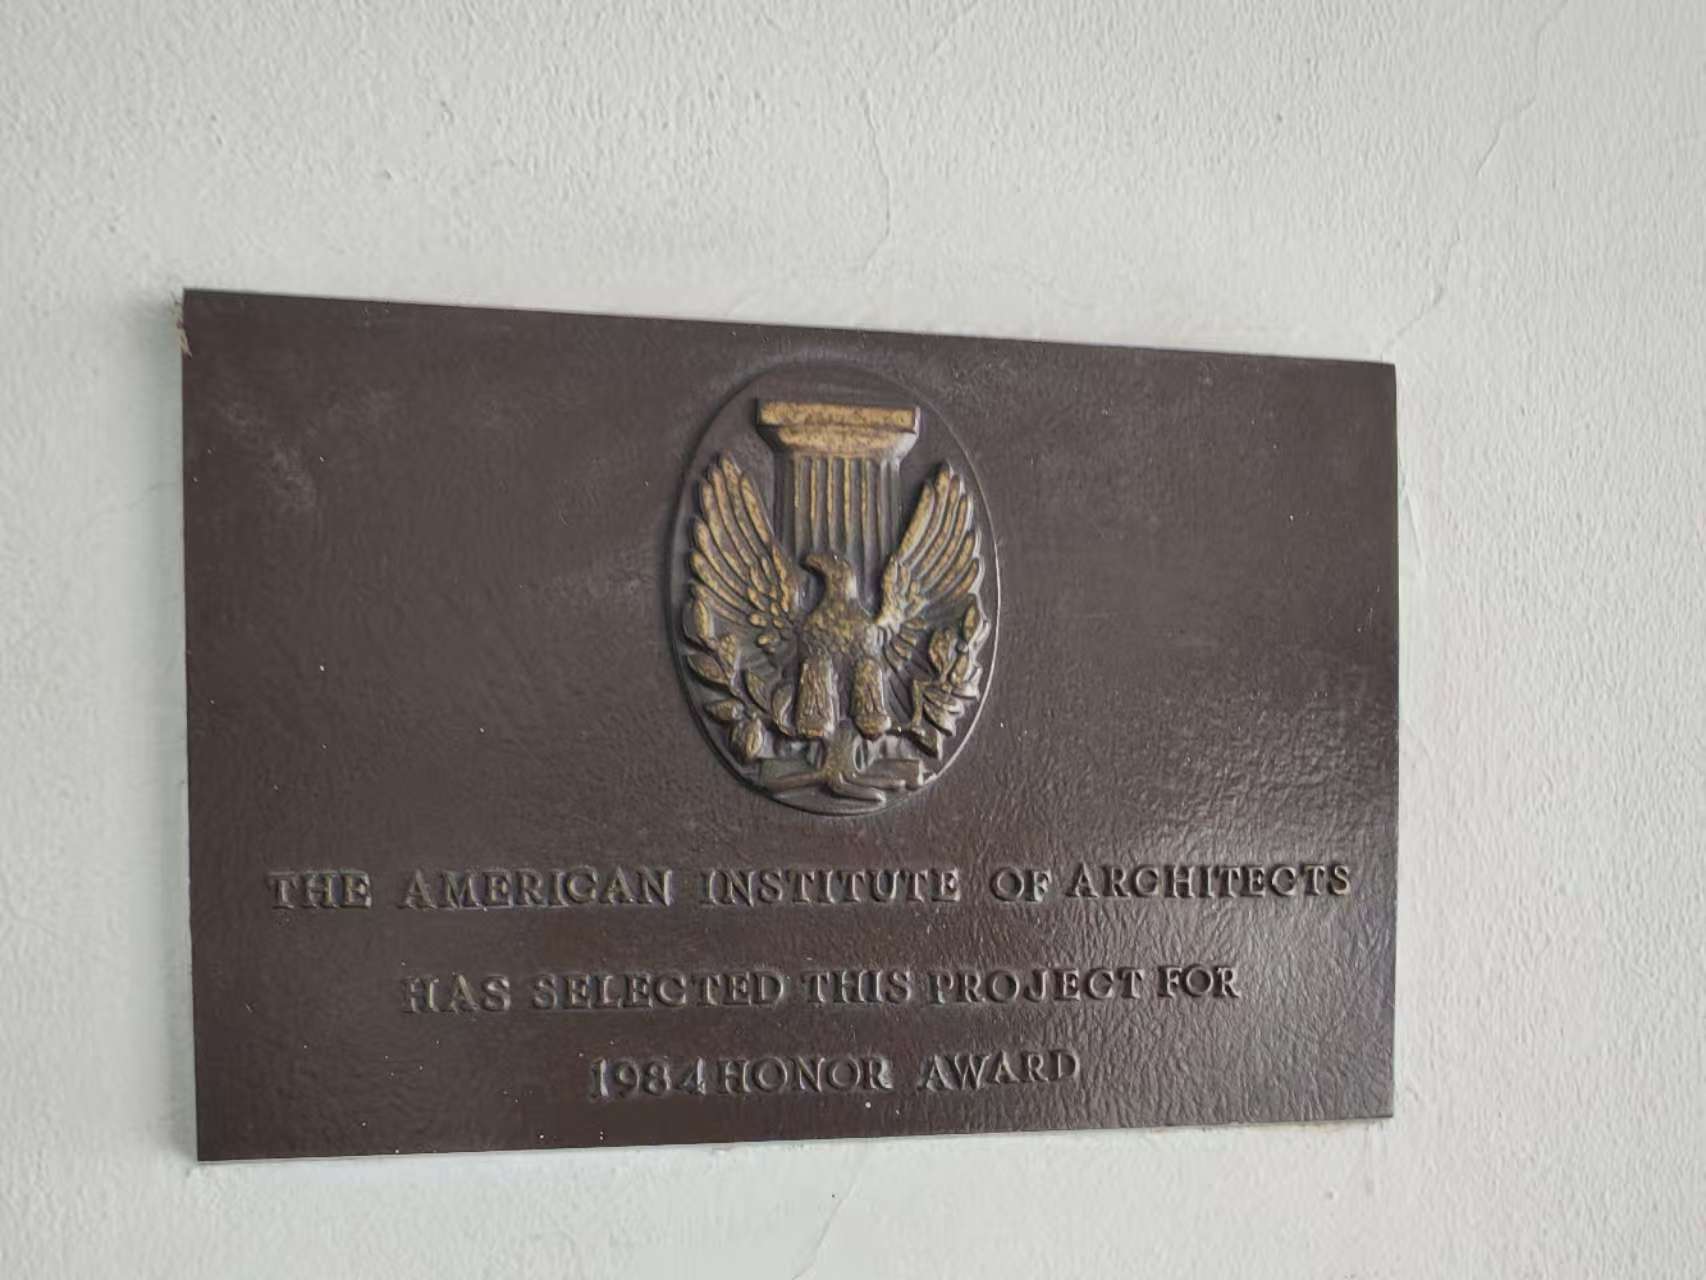 THE AMERICAN INSTITUTE OF ARCHITECTS
HAS SELECTED THIS PROJECT FOR
1984 HONOR AWARD